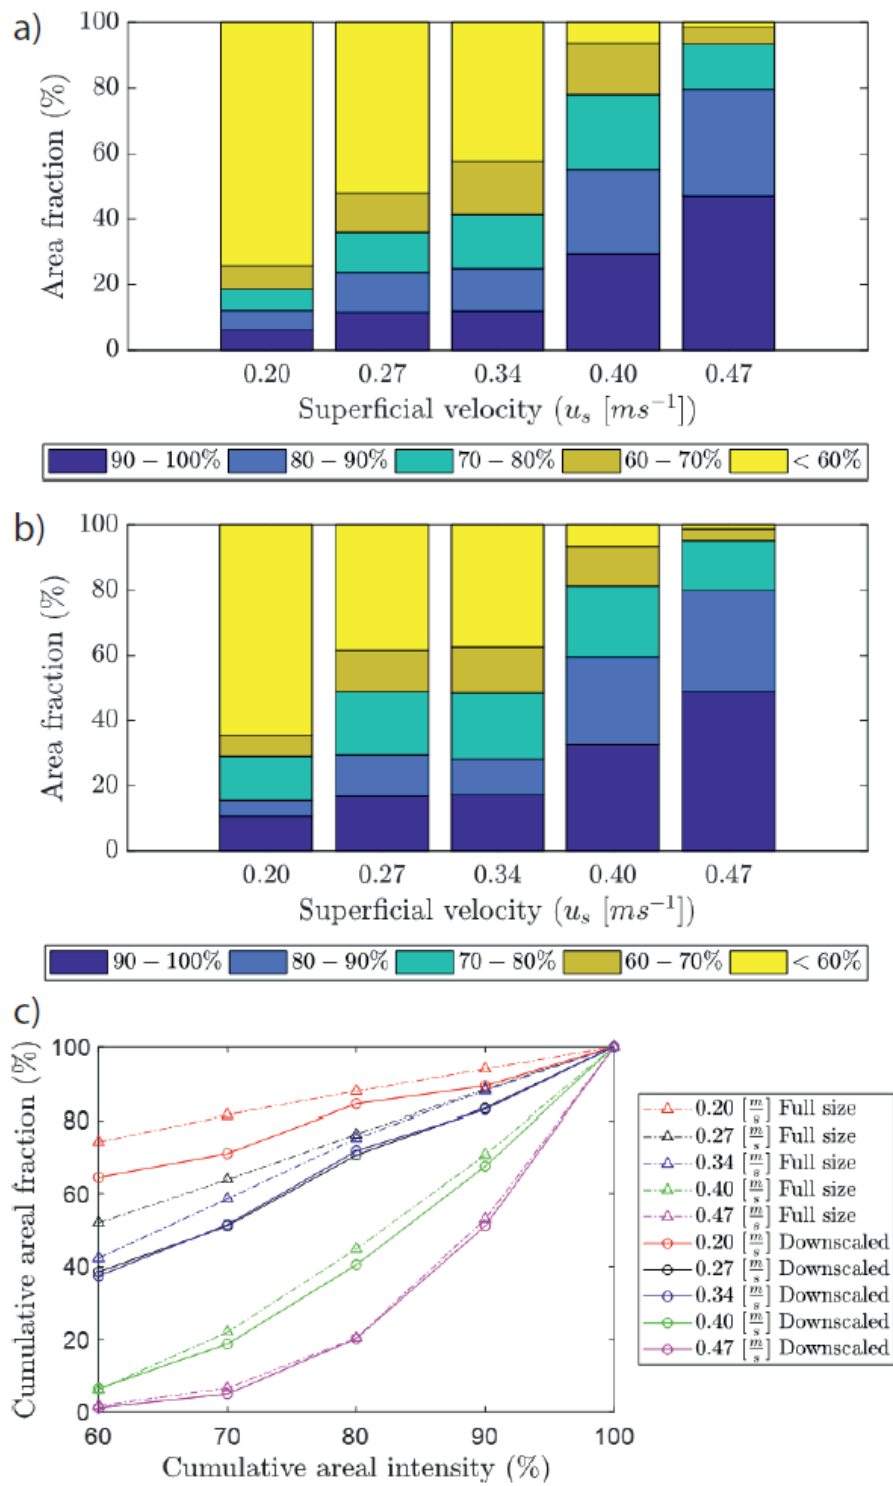 a)
Area fraction (%)
100
80
60
40
20
0
0.20 0.27 0.34 0.40 0.47
Superficial velocity (u_s [ms⁻¹])
90 − 100% 80 − 90% 70 − 80% 60 − 70% < 60%
b)
Area fraction (%)
100
80
60
40
20
0
0.20 0.27 0.34 0.40 0.47
Superficial velocity (u_s [ms⁻¹])
90 − 100% 80 − 90% 70 − 80% 60 − 70% < 60%
c)
Cumulative areal fraction (%)
100
80
60
40
20
0
60 70 80 90 100
Cumulative areal intensity (%)
0.20 [m/s] Full size
0.27 [m/s] Full size
0.34 [m/s] Full size
0.40 [m/s] Full size
0.47 [m/s] Full size
0.20 [m/s] Downscaled
0.27 [m/s] Downscaled
0.34 [m/s] Downscaled
0.40 [m/s] Downscaled
0.47 [m/s] Downscaled